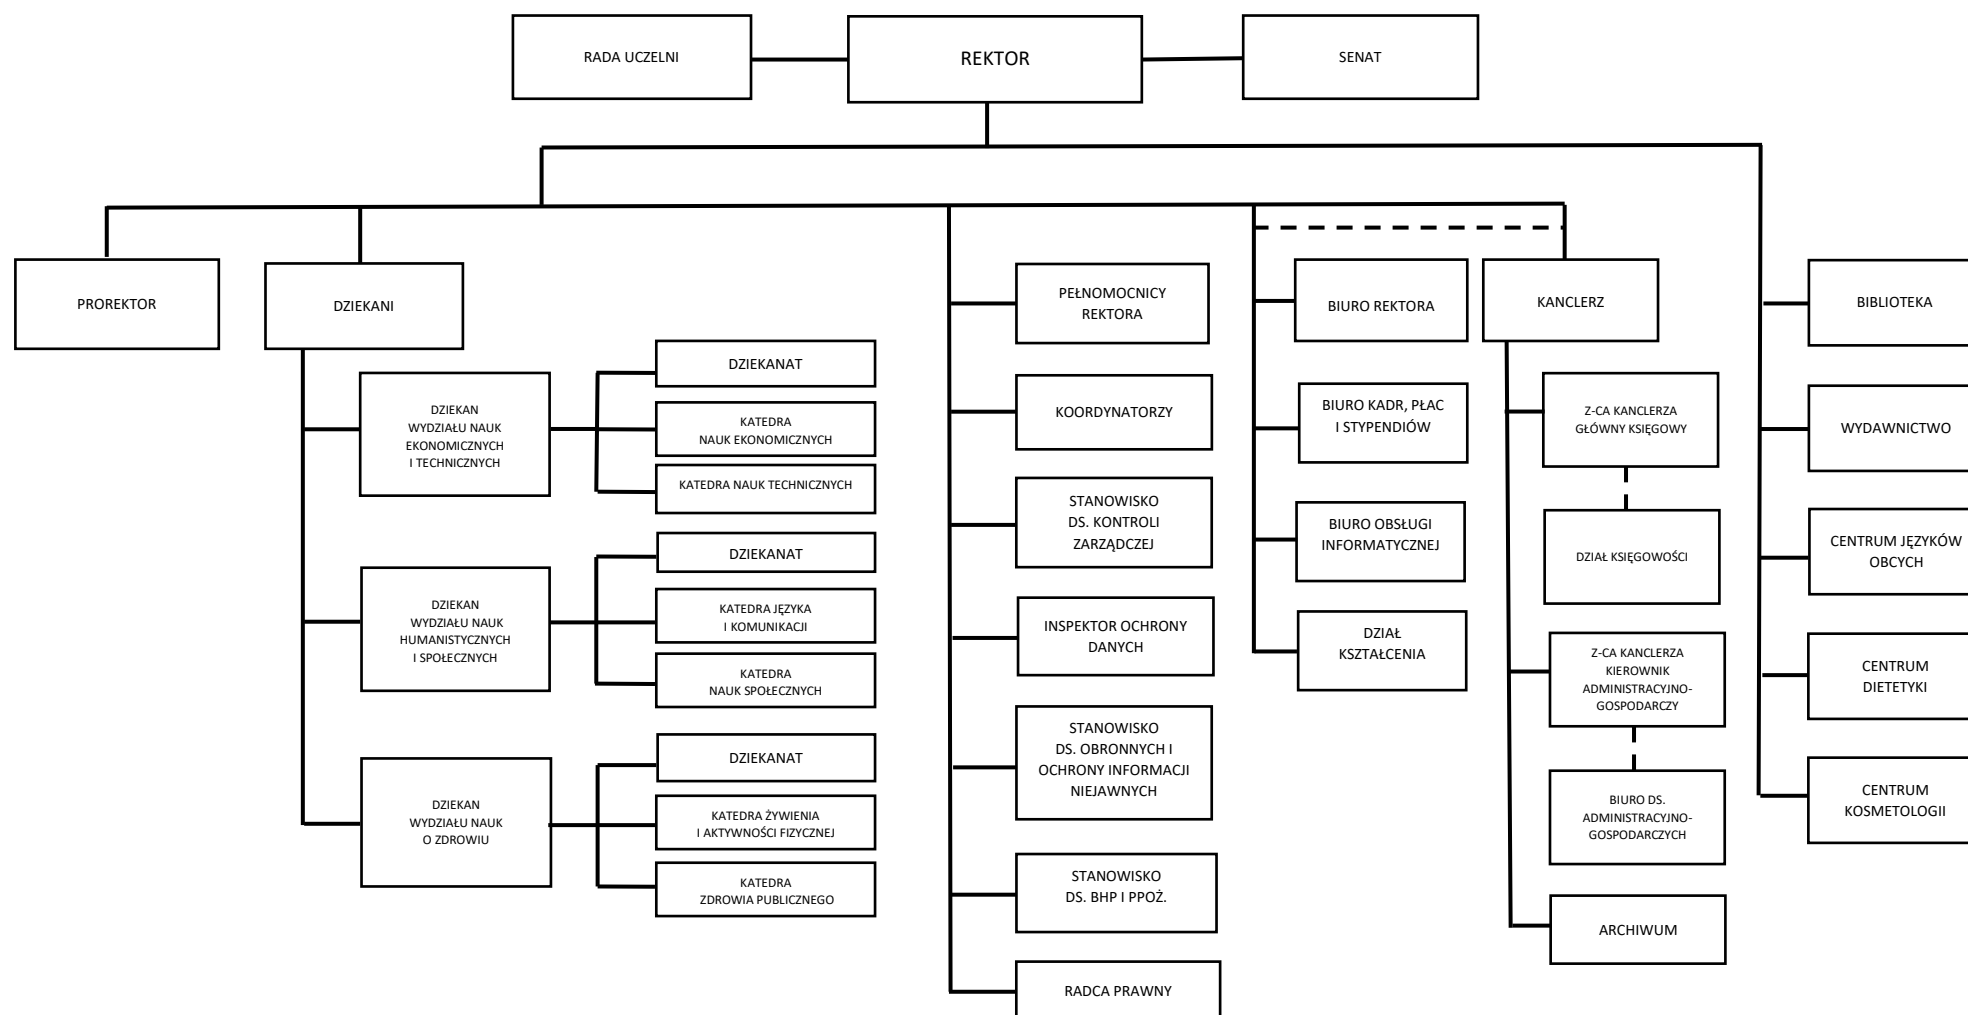 RADA UCZELNI
REKTOR
SENAT
PROREKTOR
DZIEKANI
DZIEKAN
WYDZIAŁU NAUK
EKONOMICZNYCH
I TECHNICZNYCH
DZIEKANAT
KATEDRA
NAUK EKONOMICZNYCH
KATEDRA NAUK TECHNICZNYCH
DZIEKAN
WYDZIAŁU NAUK
HUMANISTYCZNYCH
I SPOŁECZNYCH
DZIEKANAT
KATEDRA JĘZYKA
I KOMUNIKACJI
KATEDRA
NAUK SPOŁECZNYCH
DZIEKAN
WYDZIAŁU NAUK
O ZDROWIU
DZIEKANAT
KATEDRA ŻYWIENIA
I AKTYWNOŚCI FIZYCZNEJ
KATEDRA
ZDROWIA PUBLICZNEGO
PEŁNOMOCNICY
REKTORA
KOORDYNATORZY
STANOWISKO
DS. KONTROLI
ZARZĄDCZEJ
INSPEKTOR OCHRONY
DANYCH
STANOWISKO
DS. OBRONNYCH I
OCHRONY INFORMACJI
NIEJAWNYCH
STANOWISKO
DS. BHP I PPOŻ.
RADCA PRAWNY
BIURO REKTORA
BIURO KADR, PŁAC
I STYPENDIÓW
BIURO OBSŁUGI
INFORMATYCZNEJ
DZIAŁ
KSZTAŁCENIA
KANCLERZ
Z-CA KANCLERZA
GŁÓWNY KSIĘGOWY
DZIAŁ KSIĘGOWOŚCI
Z-CA KANCLERZA
KIEROWNIK
ADMINISTRACYJNO-
GOSPODARCZY
BIURO DS.
ADMINISTRACYJNO-
GOSPODARCZYCH
ARCHIWUM
BIBLIOTEKA
WYDAWNICTWO
CENTRUM JĘZYKÓW
OBCYCH
CENTRUM
DIETETYKI
CENTRUM
KOSMETOLOGII